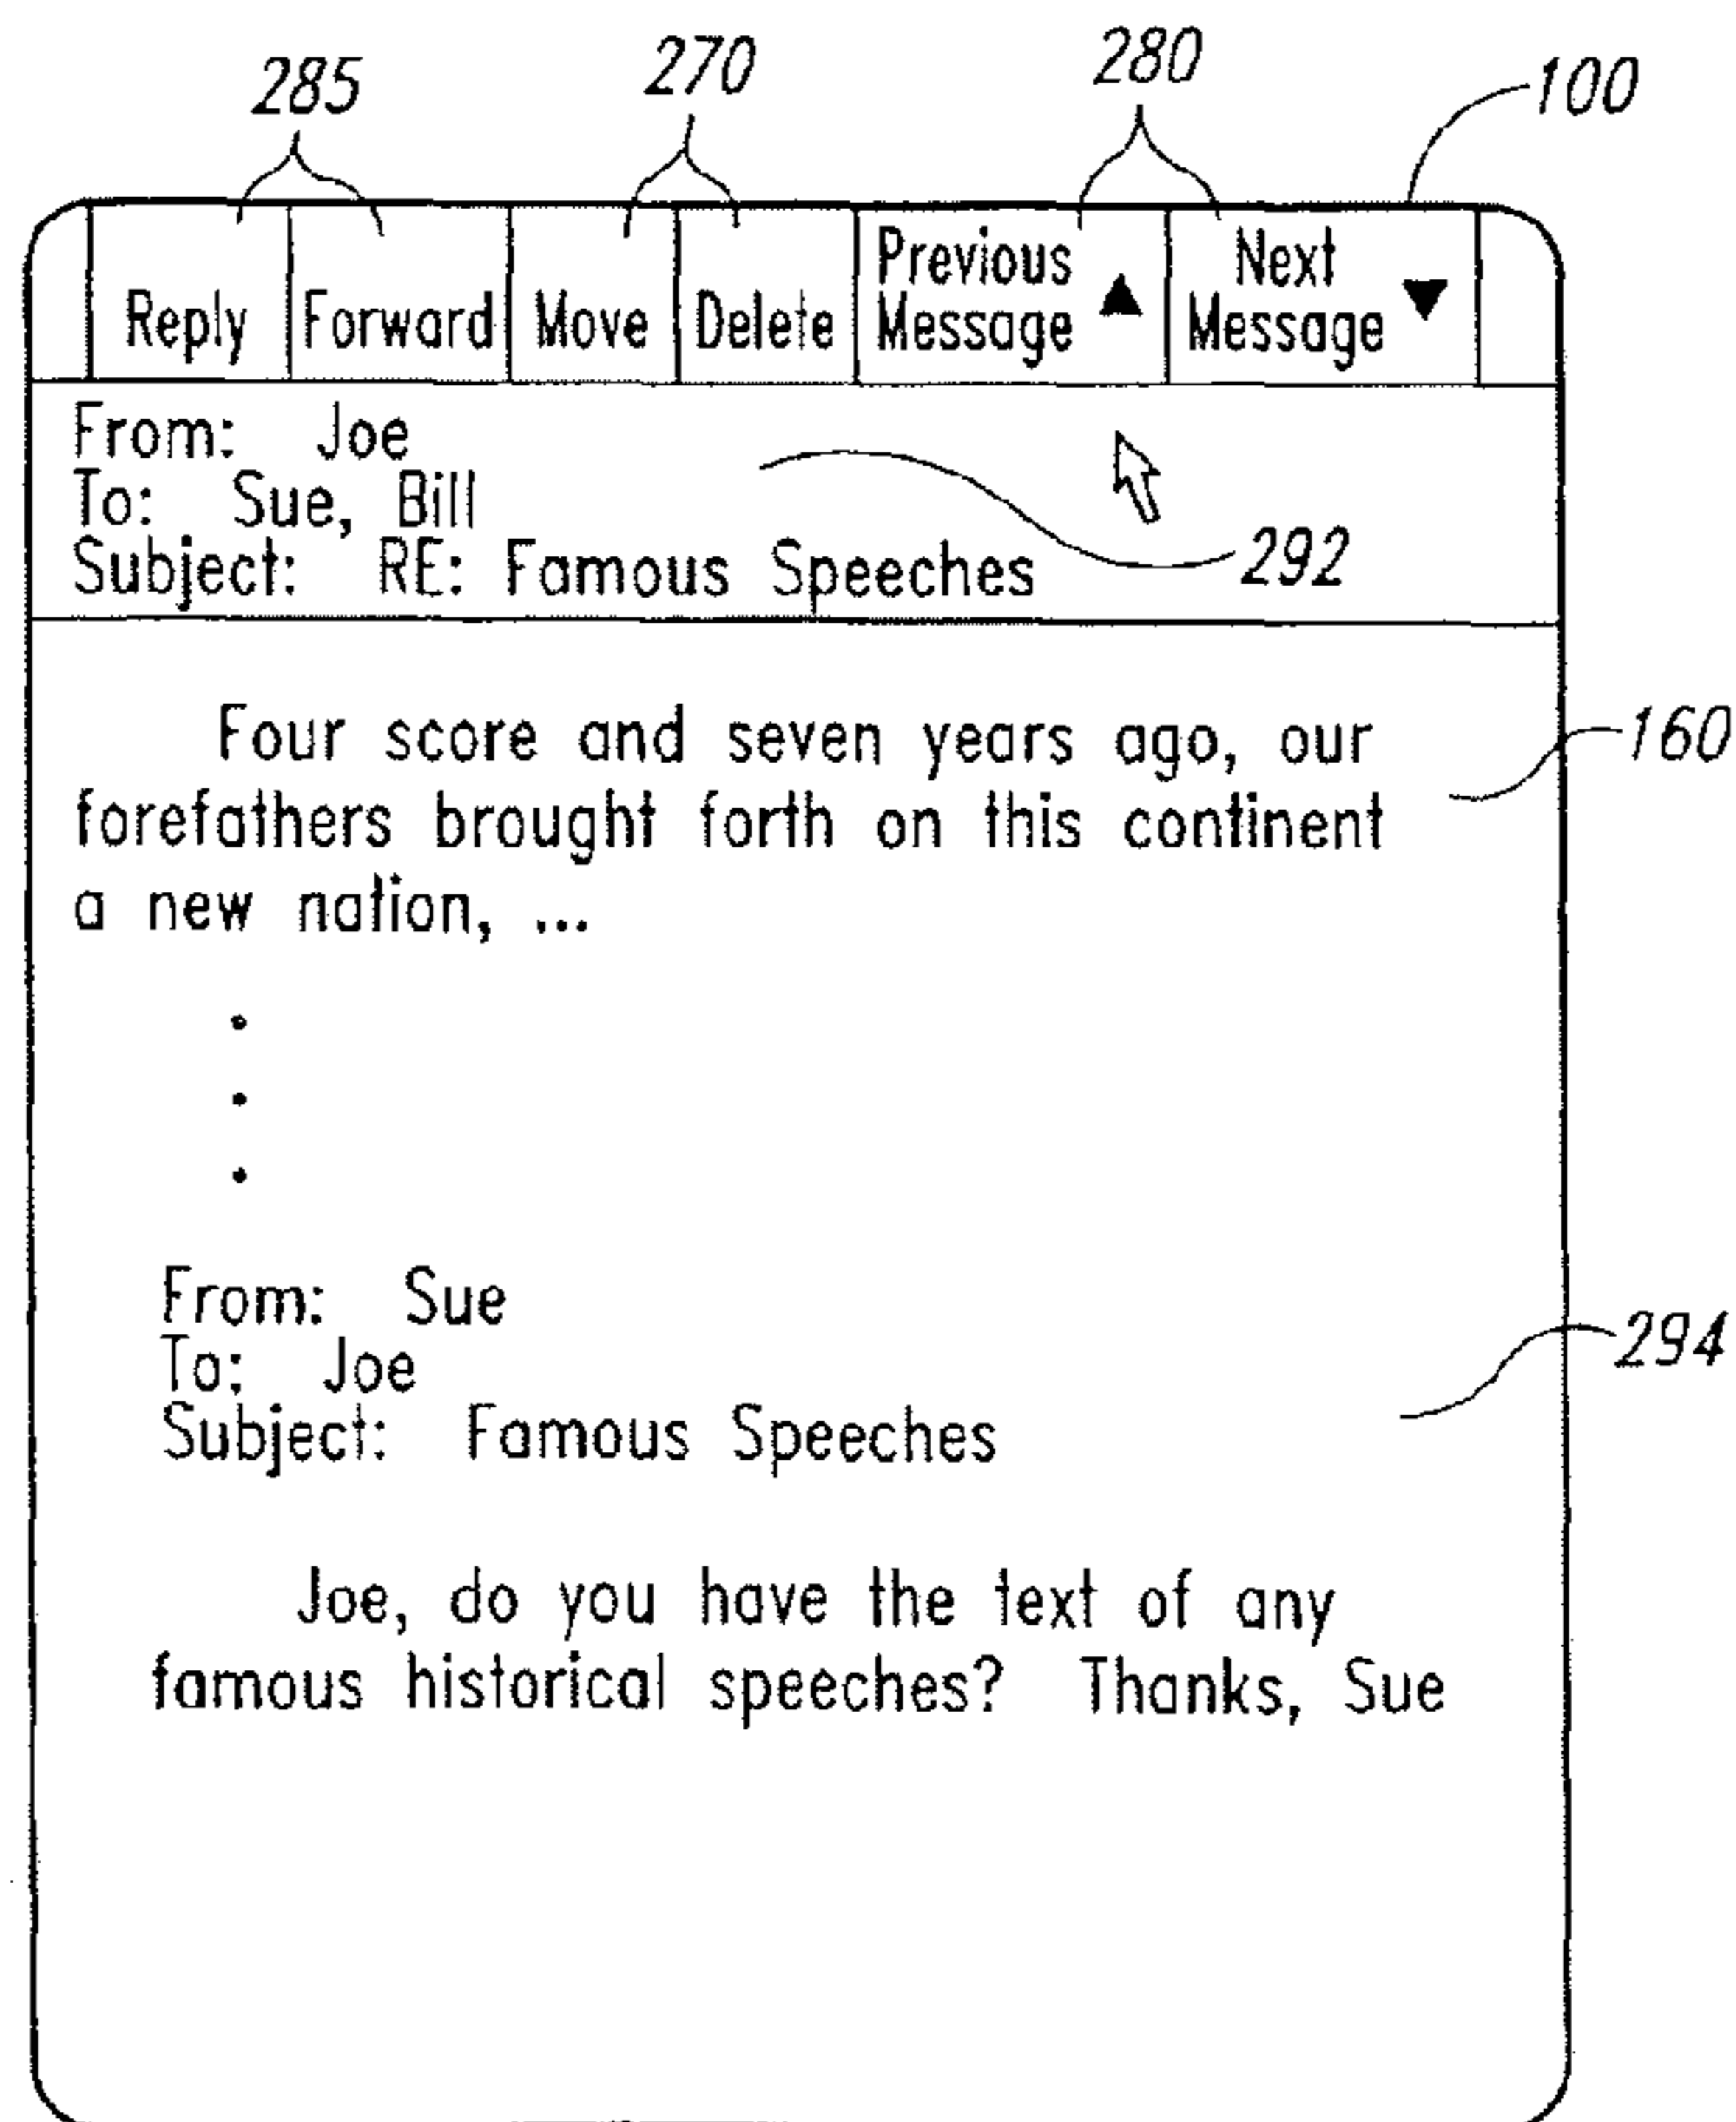 285 270 280 100
Previous Next
Reply Forward Move Delete Message ▲ Message ▼
From: Joe
To: Sue, Bill
Subject: RE: Famous Speeches 292
Four score and seven years ago, our 160
forefathers brought forth on this continent
a new nation, ...
.
.
.
From: Sue
To: Joe 294
Subject: Famous Speeches
Joe, do you have the text of any
famous historical speeches? Thanks, Sue